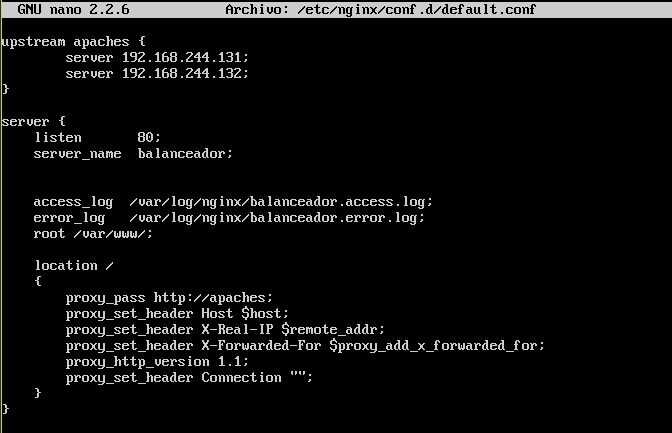 GNU nano 2.2.6 Archivo: /etc/nginx/conf.d/default.conf
upstream apaches {
server 192.168.244.131;
server 192.168.244.132;
}
server {
listen 80;
server_name balanceador;
access_log /var/log/nginx/balanceador.access.log;
error_log /var/log/nginx/balanceador.error.log;
root /var/www/;
location /
{
proxy_pass http://apaches;
proxy_set_header Host $host;
proxy_set_header X-Real-IP $remote_addr;
proxy_set_header X-Forwarded-For $proxy_add_x_forwarded_for;
proxy_http_version 1.1;
proxy_set_header Connection "";
}
}